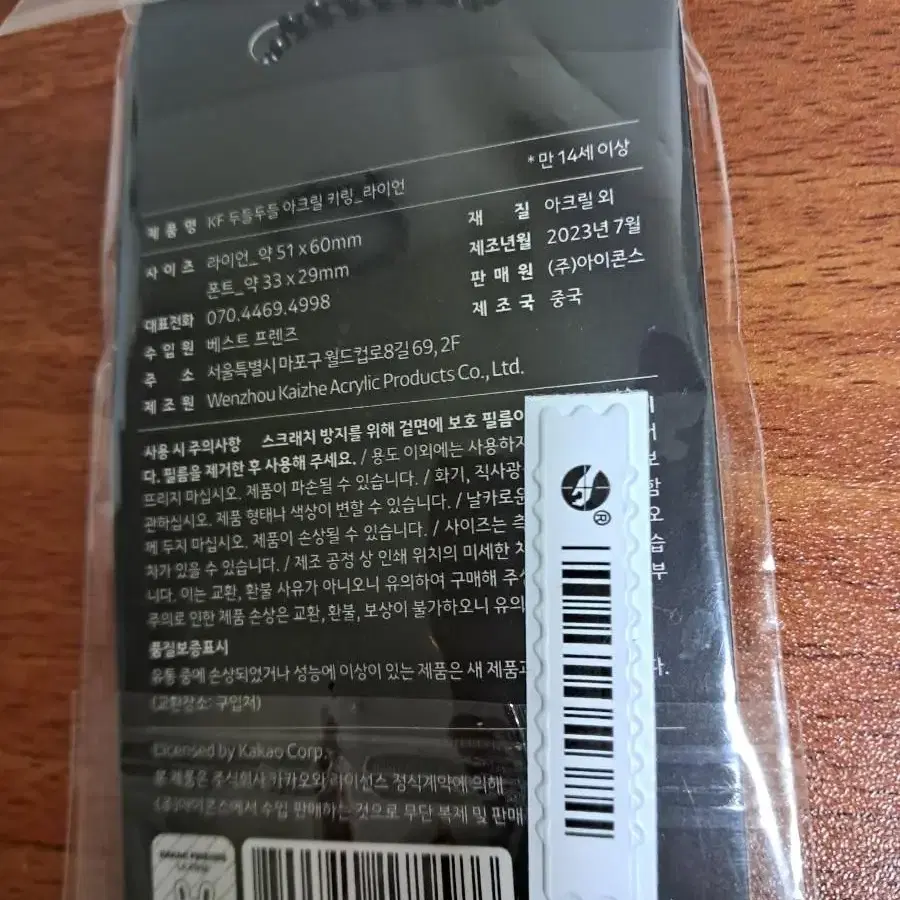 *만 14세 이상
제품명 KF 두들두들 아크릴 키링_라이언
재 질 아크릴 외
사이즈 라이언_약 51 x 60mm
제조년월 2023년 7월
폰트_약 33 x 29mm
판매원 (주)아이콘스
대표전화 070.4469.4998
제조국 중국
수입원 베스트 프렌즈
주 소 서울특별시 마포구 월드컵로8길 69, 2F
제조원 Wenzhou Kaizhe Acrylic Products Co., Ltd.
사용 시 주의사항 스크래치 방지를 위해 겉면에 보호 필름이
다. 필름을 제거한 후 사용해 주세요. / 용도 이외에는 사용하지
프리지 마십시오. 제품이 파손될 수 있습니다. / 화기, 직사광 보
관하십시오. 제품 형태나 색상이 변할 수 있습니다. / 날카로운 함
께 두지 마십시오. 제품이 손상될 수 있습니다. / 사이즈는 측 오
차가 있을 수 있습니다. / 제조 공정 상 인쇄 위치의 미세한 차 습
니다. 이는 교환, 환불 사유가 아니오니 유의하여 구매해 주 부
주의로 인한 제품 손상은 교환, 환불, 보상이 불가하오니 유의
품질보증표시
유통 중에 손상되었거나 성능에 이상이 있는 제품은 새 제품과 다.
(교환장소: 구입처)
Licensed by Kakao Corp.
본 제품은 주식회사 카카오와 라이선스 정식계약에 의해
(주)아이콘스에서 수입 판매하는 것으로 무단 복제 및 판매
KAKAO FRIENDS
®